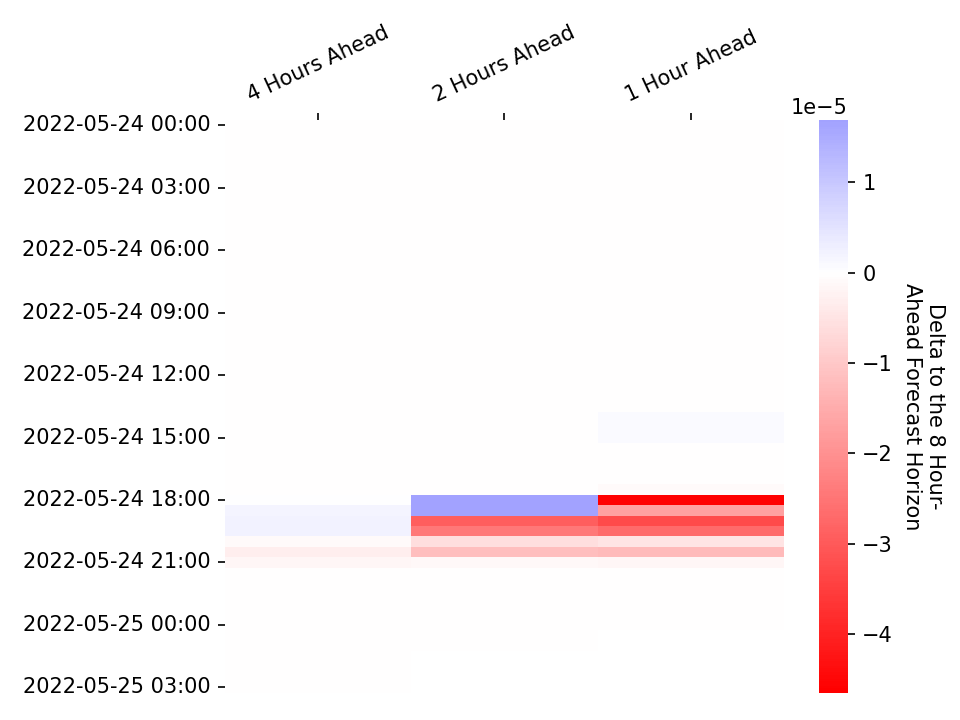 4 Hours Ahead
2 Hours Ahead
1 Hour Ahead
1e−5
2022-05-24 00:00
2022-05-24 03:00
2022-05-24 06:00
2022-05-24 09:00
2022-05-24 12:00
2022-05-24 15:00
2022-05-24 18:00
2022-05-24 21:00
2022-05-25 00:00
2022-05-25 03:00
1
0
−1
−2
−3
−4
Delta to the 8 Hour-
Ahead Forecast Horizon